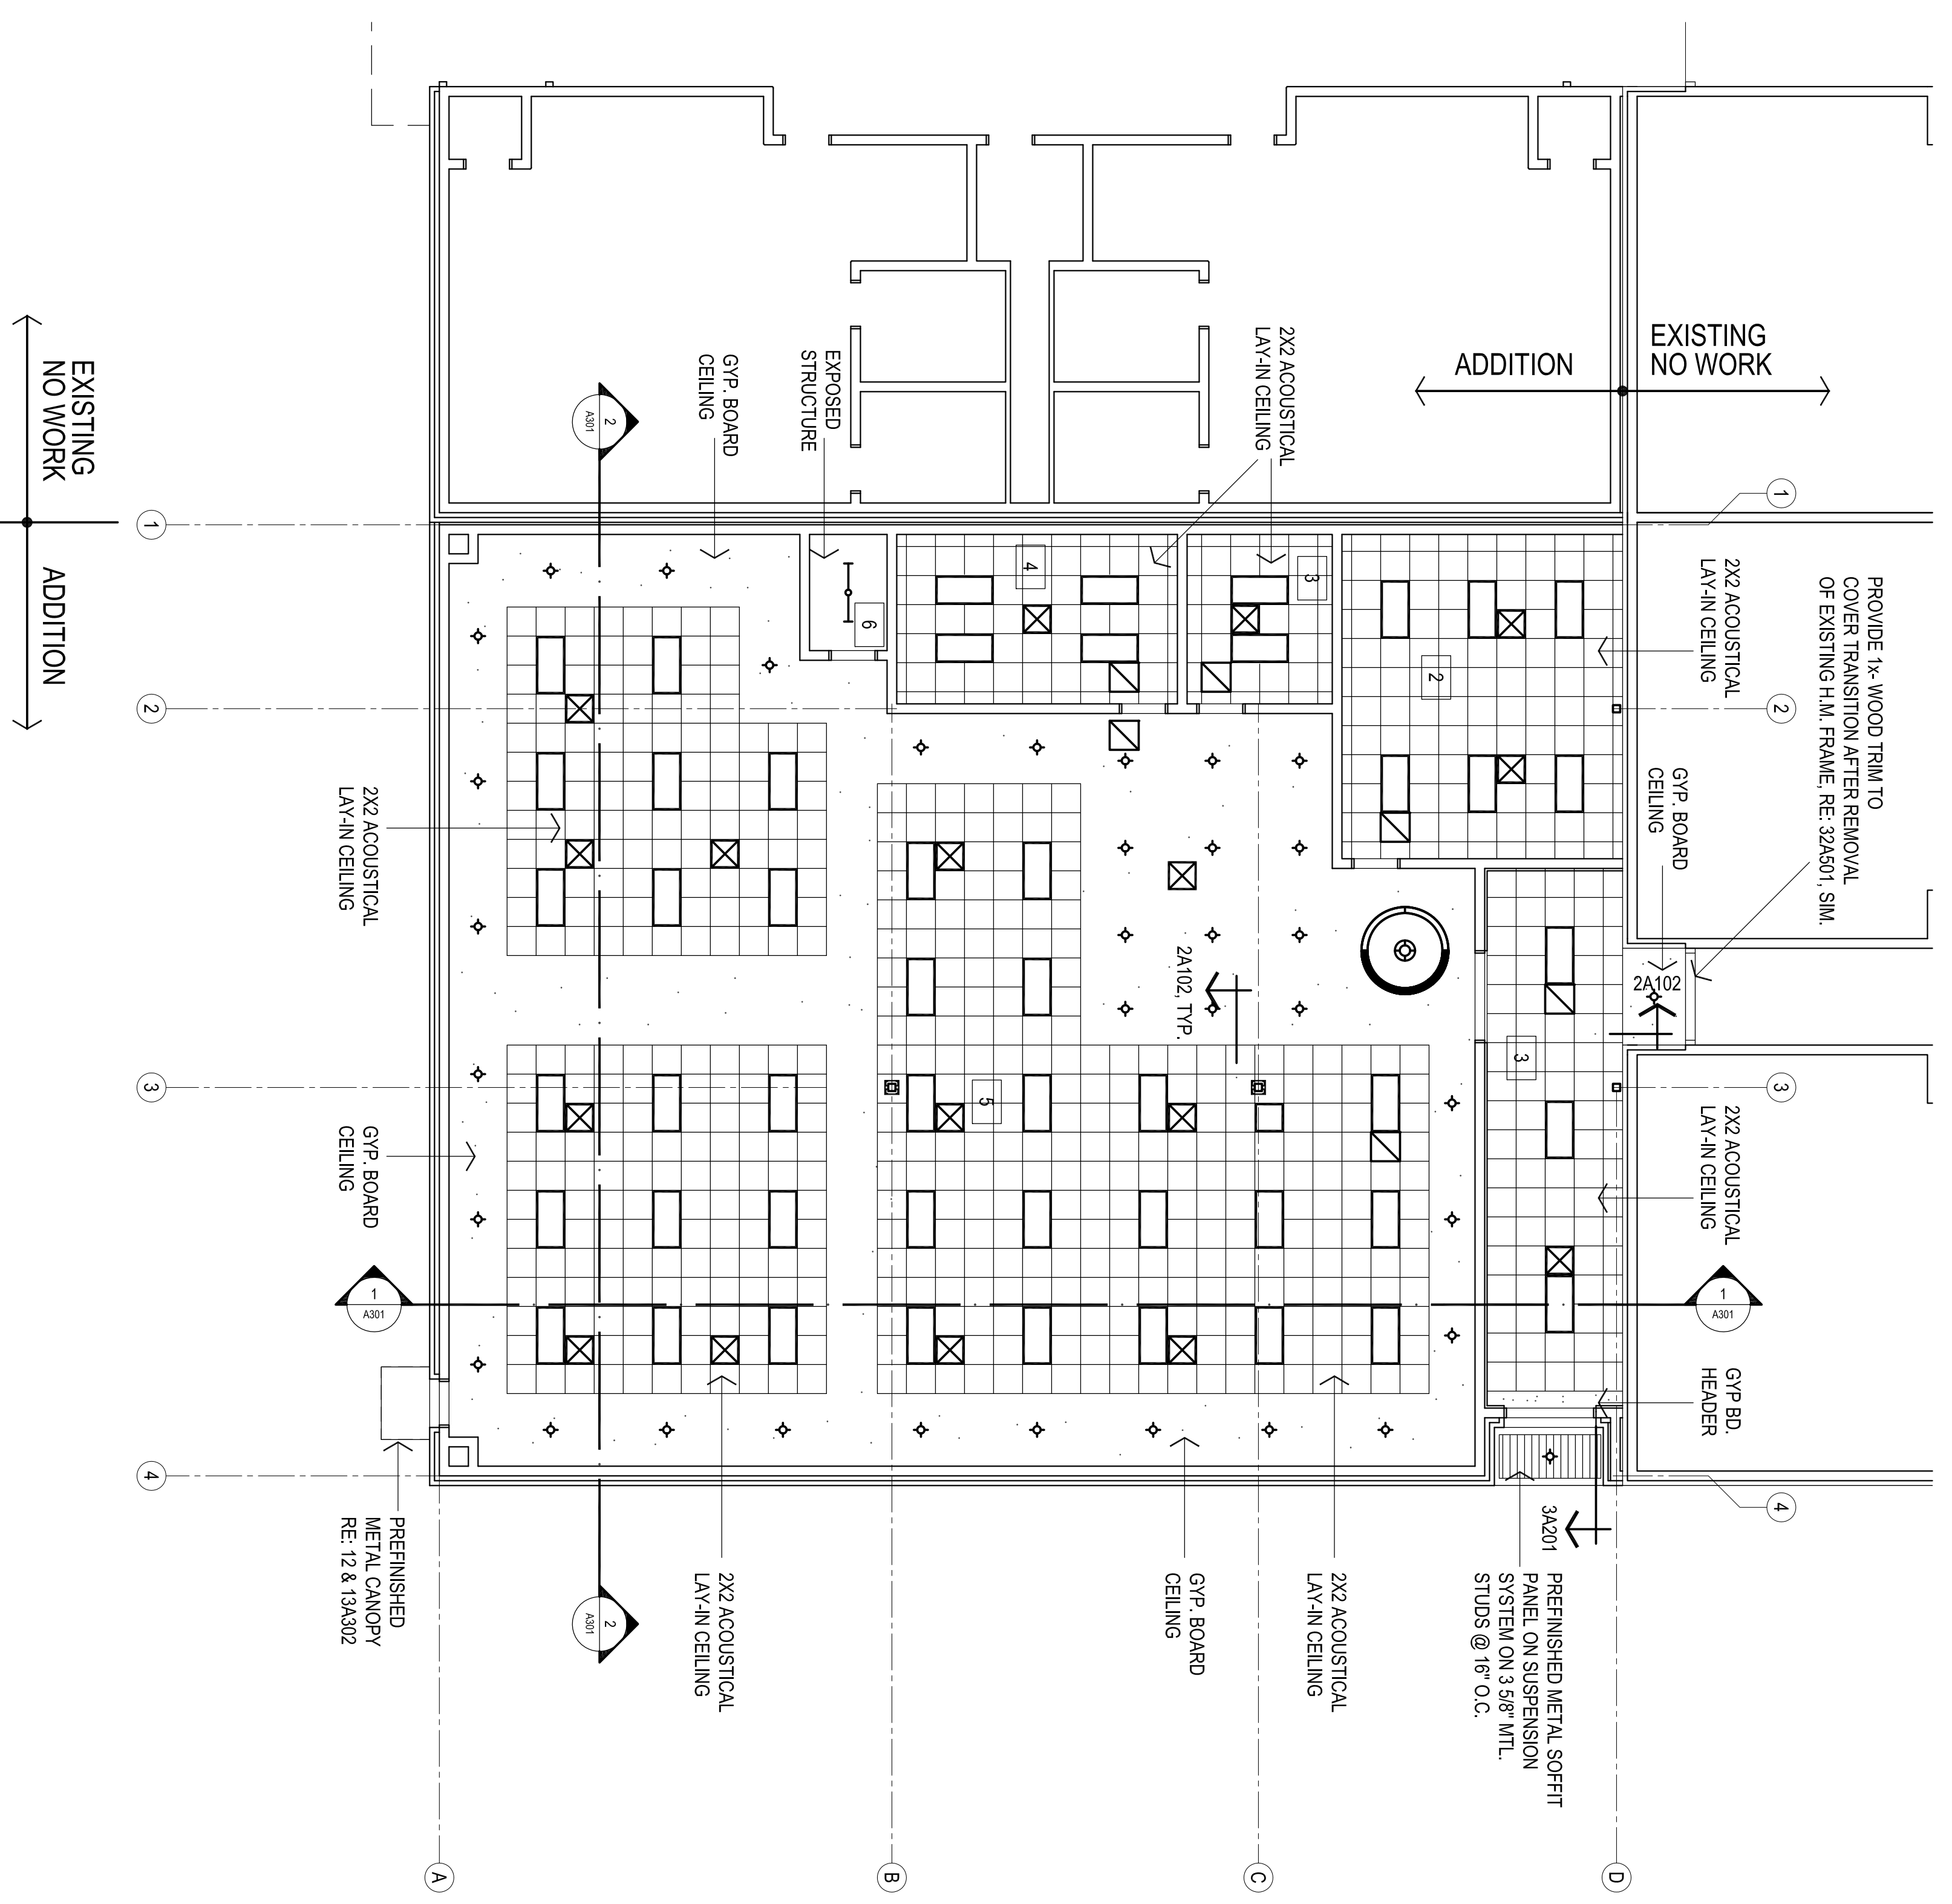 EXISTING
NO WORK
ADDITION
EXISTING
NO WORK
ADDITION
2
A301
GYP. BOARD
CEILING
EXPOSED
STRUCTURE
2X2 ACOUSTICAL
LAY-IN CEILING
1
1
2X2 ACOUSTICAL
LAY-IN CEILING
PROVIDE 1x- WOOD TRIM TO
COVER TRANSITION AFTER REMOVAL
OF EXISTING H.M. FRAME, RE: 32A501, SIM.
4
3
6
2
2
2
GYP. BOARD
CEILING
2X2 ACOUSTICAL
LAY-IN CEILING
2A102, TYP.
2A102
3
3
5
3
GYP. BOARD
CEILING
2X2 ACOUSTICAL
LAY-IN CEILING
1
A301
1
A301
GYP BD.
HEADER
4
4
3A201
PREFINISHED
METAL CANOPY
RE: 12 & 13A302
2
A301
2X2 ACOUSTICAL
LAY-IN CEILING
GYP. BOARD
CEILING
2X2 ACOUSTICAL
LAY-IN CEILING
PREFINISHED METAL SOFFIT
PANEL ON SUSPENSION
SYSTEM ON 3 5/8" MTL.
STUDS @ 16" O.C.
A
B
C
D